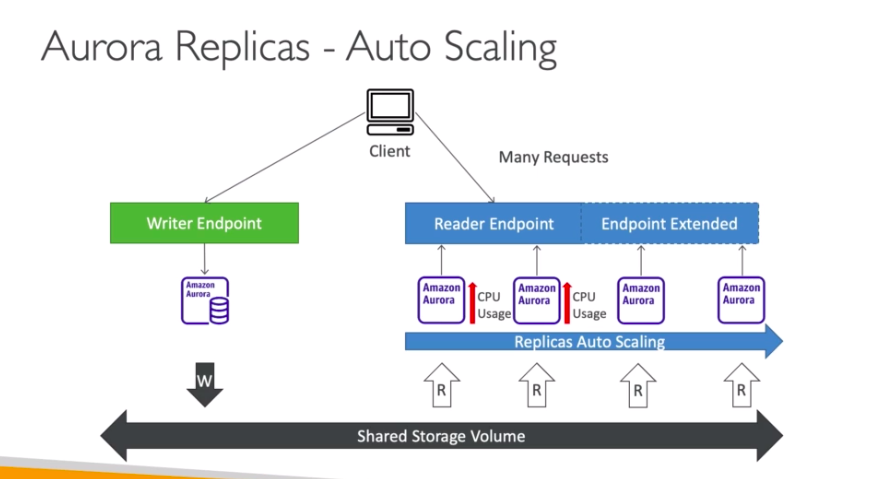 Aurora Replicas - Auto Scaling
Client
Many Requests
Writer Endpoint
Reader Endpoint
Endpoint Extended
Amazon
Aurora
Amazon
Aurora
CPU
Usage
Amazon
Aurora
CPU
Usage
Amazon
Aurora
Amazon
Aurora
Replicas Auto Scaling
W
R
R
R
R
Shared Storage Volume